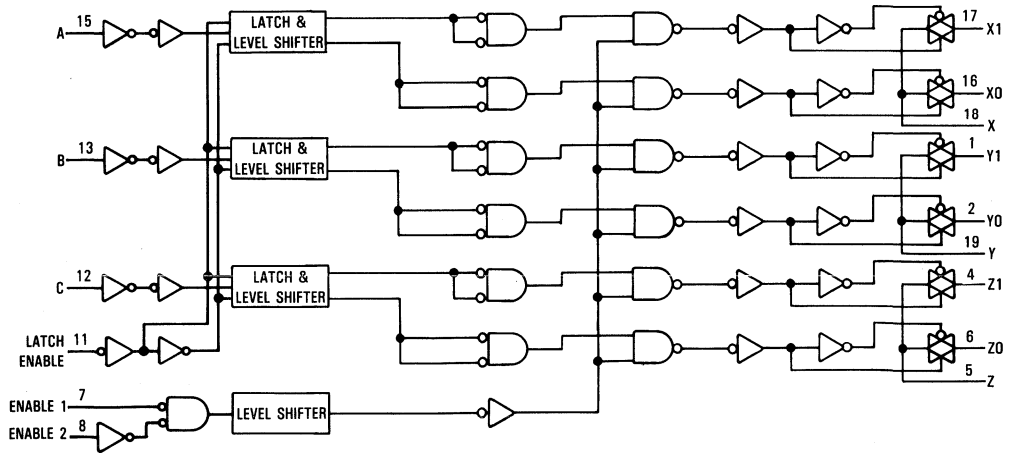 A 15
LATCH &
LEVEL SHIFTER
17 X1
16 X0
18 X
B 13
LATCH &
LEVEL SHIFTER
1 Y1
2 Y0
19 Y
C 12
LATCH &
LEVEL SHIFTER
4 Z1
6 Z0
5 Z
LATCH
ENABLE 11
ENABLE 1 7
LEVEL SHIFTER
ENABLE 2 8